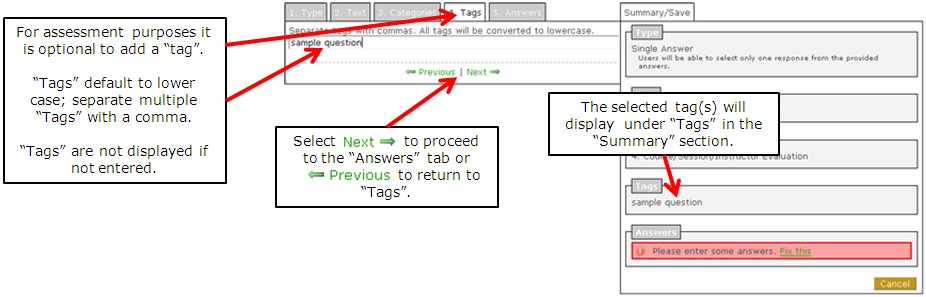 For assessment purposes it
is optional to add a “tag”.
“Tags” default to lower
case; separate multiple
“Tags” with a comma.
“Tags” are not displayed if
not entered.
1. Type
2. Text
3. Categories
4. Tags
5. Answers
Separate tags with commas. All tags will be converted to lowercase.
sample question
Previous | Next
Select Next to proceed
to the “Answers” tab or
Previous to return to
“Tags”.
Summary/Save
Type
Single Answer
Users will be able to select only one response from the provided
answers.
The selected tag(s) will
display under “Tags” in the
“Summary” section.
4. Course/Session/Instructor Evaluation
Tags
sample question
Answers
Please enter some answers. Fix this
Cancel